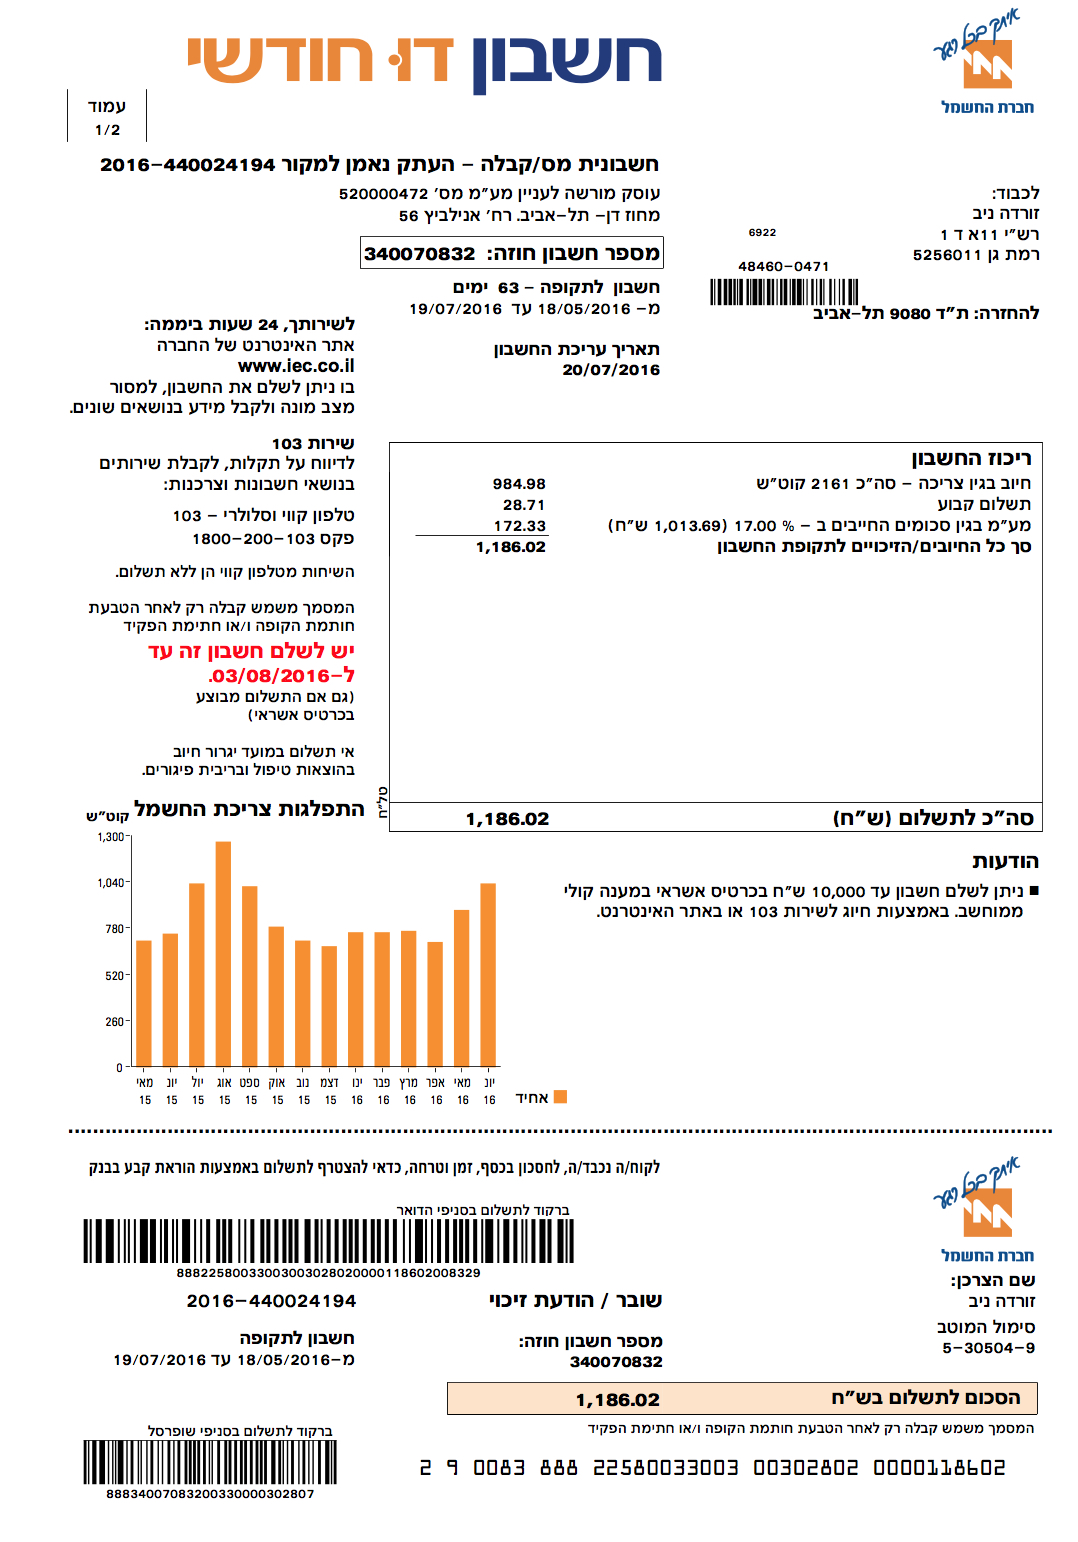 איתך בכל רגע
חברת החשמל
חשבון דו-חודשי
עמוד
1/2
חשבונית מס/קבלה - העתק נאמן למקור 2016-440024194
עוסק מורשה לעניין מע"מ מס' 520000472
מחוז דן- תל-אביב. רח' אנילביץ 56
מספר חשבון חוזה: 340070832
חשבון לתקופה - 63 ימים
מ- 18/05/2016 עד 19/07/2016
תאריך עריכת החשבון
20/07/2016
לכבוד:
זורדה ניב
רש"י 11א ד 1
רמת גן 5256011
6922
48460-0471
להחזרה: ת"ד 9080 תל-אביב
לשירותך, 24 שעות ביממה:
אתר האינטרנט של החברה
www.iec.co.il
בו ניתן לשלם את החשבון, למסור
מצב מונה ולקבל מידע בנושאים שונים.
שירות 103
לדיווח על תקלות, לקבלת שירותים
בנושאי חשבונות וצרכנות:
טלפון קווי וסלולרי - 103
פקס 1800-200-103
השיחות מטלפון קווי הן ללא תשלום.
המסמך משמש קבלה רק לאחר הטבעת
חותמת הקופה ו/או חתימת הפקיד
יש לשלם חשבון זה עד
ל-03/08/2016.
(גם אם התשלום מבוצע
בכרטיס אשראי)
אי תשלום במועד יגרור חיוב
בהוצאות טיפול ובריבית פיגורים.
ריכוז החשבון
חיוב בגין צריכה - סה"כ 2161 קוט"ש 984.98
תשלום קבוע 28.71
מע"מ בגין סכומים החייבים ב - % 17.00 (1,013.69 ש"ח) 172.33
סך כל החיובים/הזיכויים לתקופת החשבון 1,186.02
סה"כ לתשלום (ש"ח) 1,186.02
טל"ח
הודעות
■ ניתן לשלם חשבון עד 10,000 ש"ח בכרטיס אשראי במענה קולי
ממוחשב. באמצעות חיוג לשירות 103 או באתר האינטרנט.
התפלגות צריכת החשמל קוט"ש
1,300
1,040
780
520
260
0
מאי יונ יול אוג ספט אוק נוב דצמ ינו פבר מרץ אפר מאי יונ
15 15 15 15 15 15 15 15 16 16 16 16 16 16
אחיד
לקוח/ה נכבד/ה, לחסכון בכסף, זמן וטרחה, כדאי להצטרף לתשלום באמצעות הוראת קבע בבנק
איתך בכל רגע
חברת החשמל
ברקוד לתשלום בסניפי הדואר
88822580033003003028020000118602008329
שם הצרכן:
זורדה ניב
סימול המוטב
5-30504-9
שובר / הודעת זיכוי 2016-440024194
מספר חשבון חוזה:
340070832
חשבון לתקופה
מ-18/05/2016 עד 19/07/2016
הסכום לתשלום בש"ח 1,186.02
המסמך משמש קבלה רק לאחר הטבעת חותמת הקופה ו/או חתימת הפקיד
ברקוד לתשלום בסניפי שופרסל
88834007083200330000302807
2 9 0083 888 22580033003 00302802 0000118602